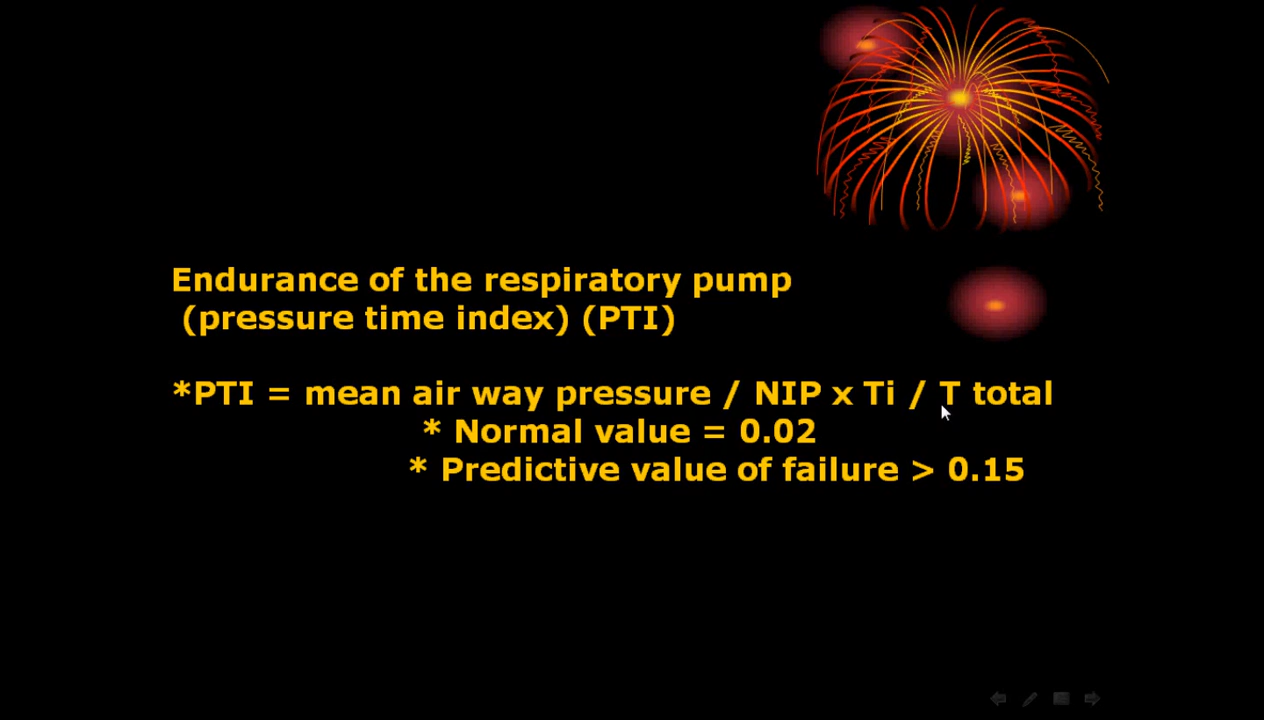 Endurance of the respiratory pump
(pressure time index) (PTI)
*PTI = mean air way pressure / NIP x Ti / T total
* Normal value = 0.02
* Predictive value of failure > 0.15